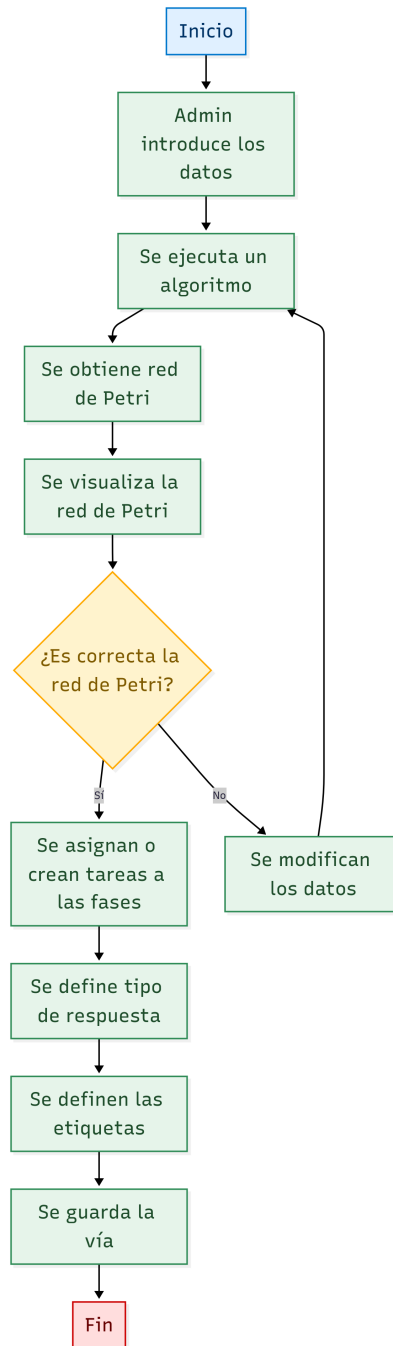 Inicio
Admin
introduce los
datos
Se ejecuta un
algoritmo
Se obtiene red
de Petri
Se visualiza la
red de Petri
¿Es correcta la
red de Petri?
Sí
No
Se asignan o
crean tareas a
las fases
Se modifican
los datos
Se define tipo
de respuesta
Se definen las
etiquetas
Se guarda la
vía
Fin